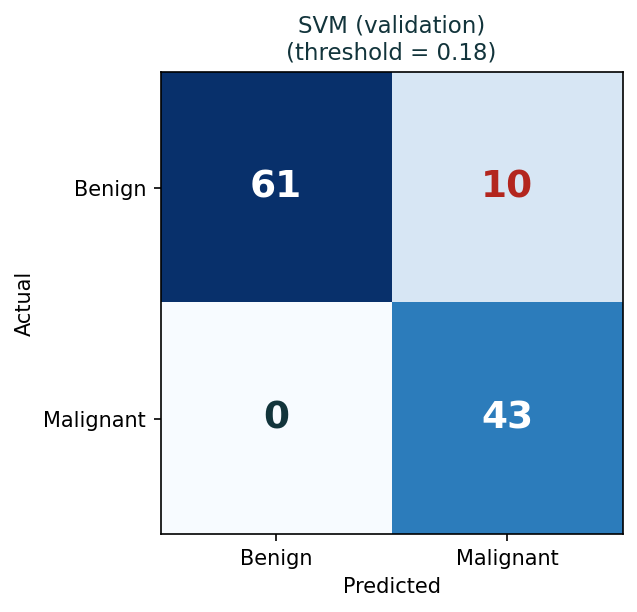 SVM (validation)
(threshold = 0.18)
Actual
Benign
61
10
Malignant
0
43
Benign
Malignant
Predicted